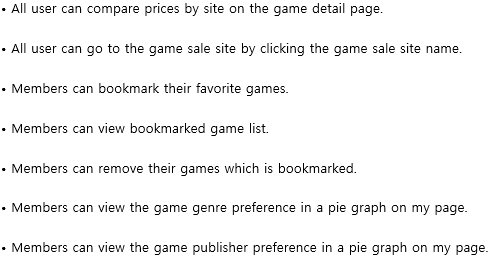 • All user can compare prices by site on the game detail page.
• All user can go to the game sale site by clicking the game sale site name.
• Members can bookmark their favorite games.
• Members can view bookmarked game list.
• Members can remove their games which is bookmarked.
• Members can view the game genre preference in a pie graph on my page.
• Members can view the game publisher preference in a pie graph on my page.